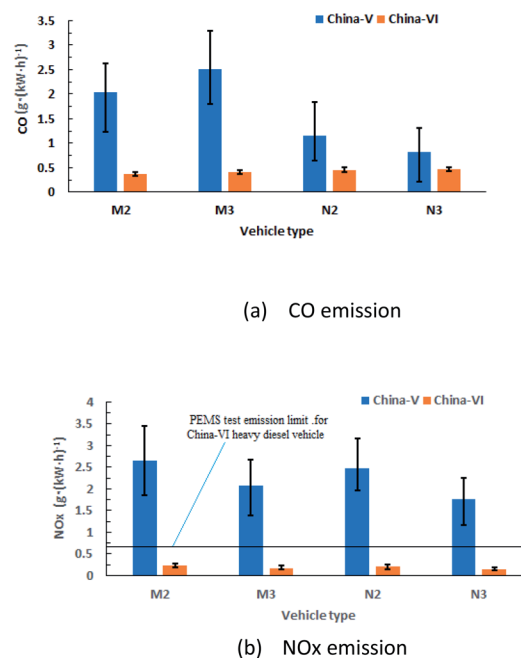 China-V China-VI
3.5
3
2.5
2
1.5
1
0.5
0
CO (g•(kW•h)-1)
M2 M3 N2 N3
Vehicle type
(a) CO emission
China-V China-VI
PEMS test emission limit .for
China-VI heavy diesel vehicle
4
3.5
3
2.5
2
1.5
1
0.5
0
NOx (g•(kW•h)-1)
M2 M3 N2 N3
Vehicle type
(b) NOx emission